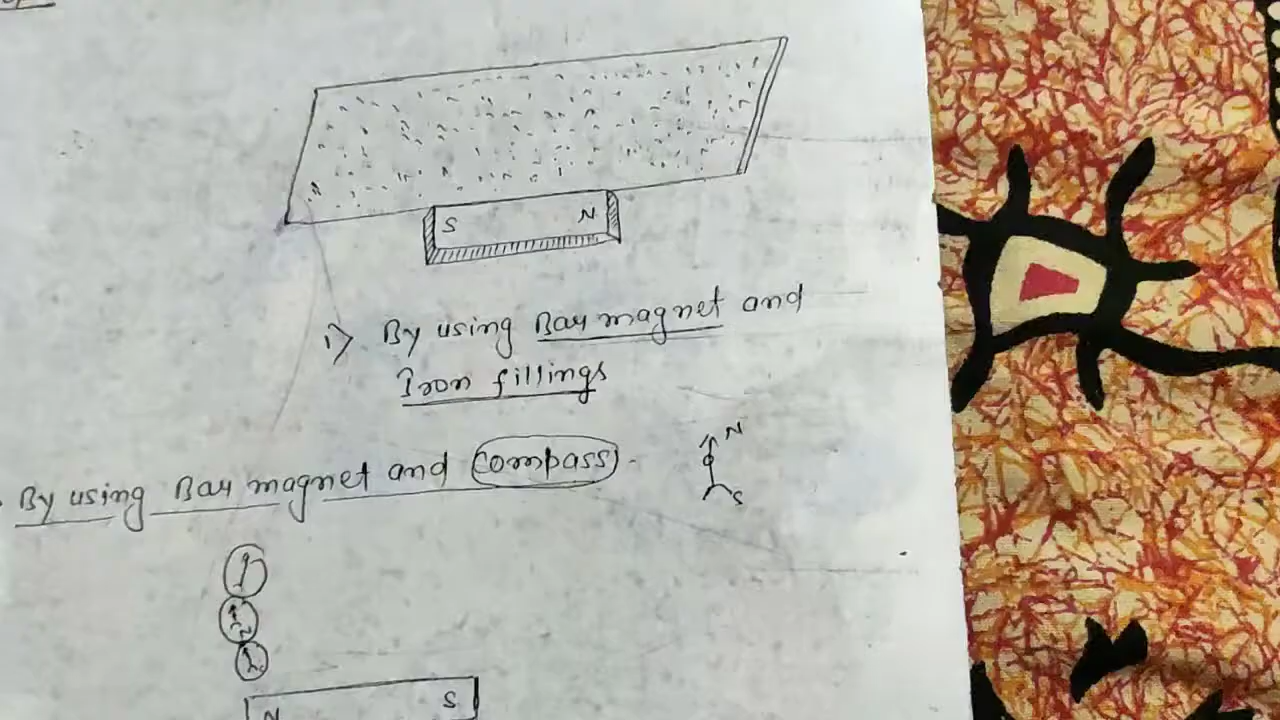 S N
i) By using Bar magnet and
Iron fillings
N
S
By using Bar magnet and compass.
S
N